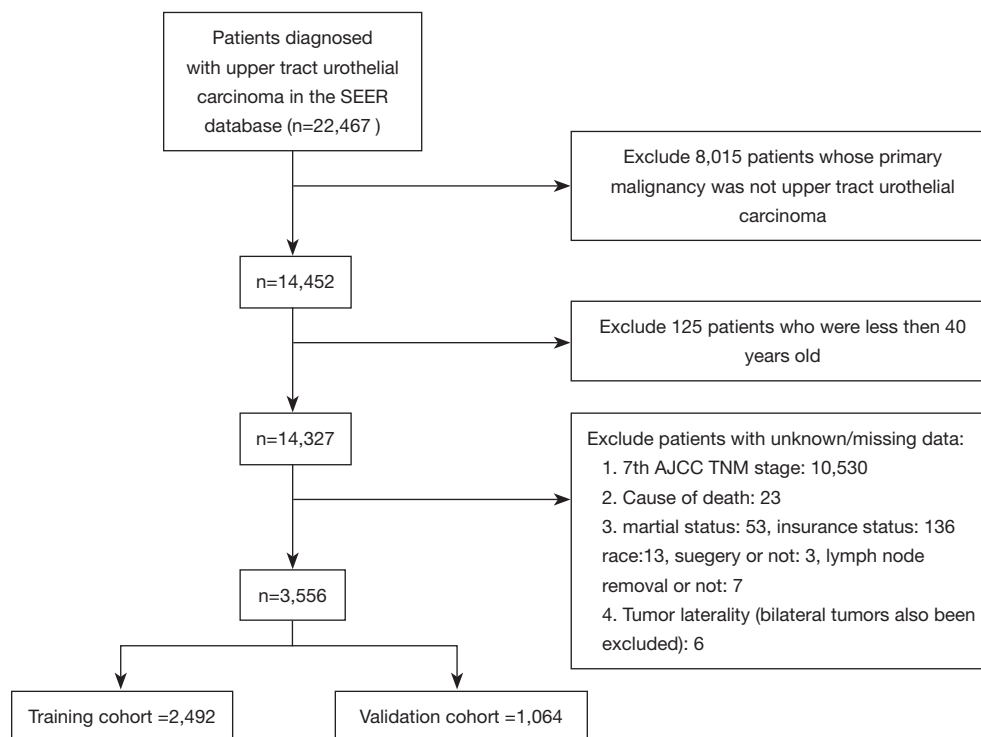 Patients diagnosed
with upper tract urothelial
carcinoma in the SEER
database (n=22,467 )
Exclude 8,015 patients whose primary
malignancy was not upper tract urothelial
carcinoma
n=14,452
Exclude 125 patients who were less then 40
years old
n=14,327
Exclude patients with unknown/missing data:
1. 7th AJCC TNM stage: 10,530
2. Cause of death: 23
3. martial status: 53, insurance status: 136
race:13, suegery or not: 3, lymph node
removal or not: 7
4. Tumor laterality (bilateral tumors also been
excluded): 6
n=3,556
Training cohort =2,492
Validation cohort =1,064